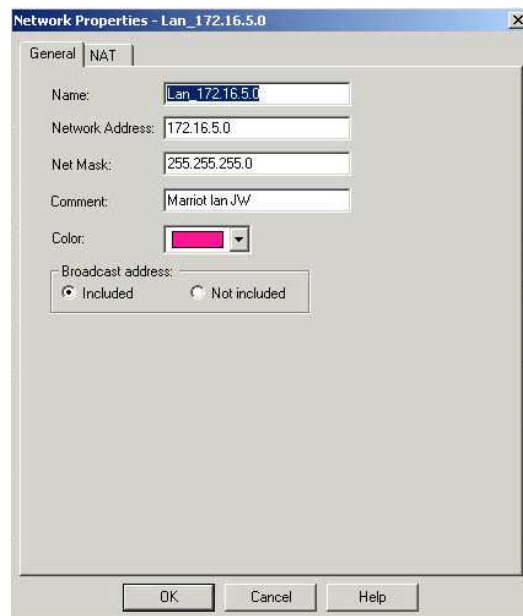 Network Properties - Lan_172.16.5.0
General NAT
Name: Lan_172.16.5.0
Network Address: 172.16.5.0
Net Mask: 255.255.255.0
Comment: Marriot lan JW
Color:
Broadcast address:
Included Not included
OK Cancel Help